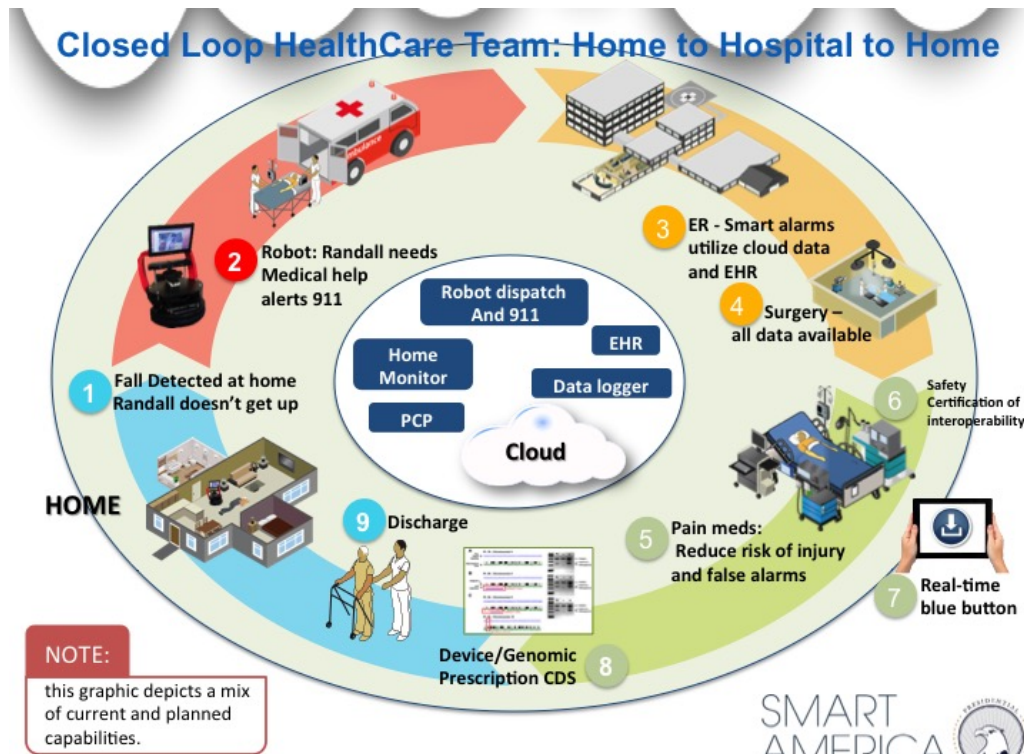 Closed Loop HealthCare Team: Home to Hospital to Home
ambulance
2
Robot: Randall needs
Medical help
alerts 911
3
ER - Smart alarms
utilize cloud data
and EHR
4
Surgery –
all data available
Robot dispatch
And 911
EHR
Home
Monitor
Data logger
PCP
Cloud
1
Fall Detected at home
Randall doesn't get up
HOME
6
Safety
Certification of
interoperability
5
Pain meds:
Reduce risk of injury
and false alarms
7
Real-time
blue button
9
Discharge
Device/Genomic
Prescription CDS
8
NOTE:
this graphic depicts a mix
of current and planned
capabilities.
SMART
AMERICA
PRESIDENTIAL